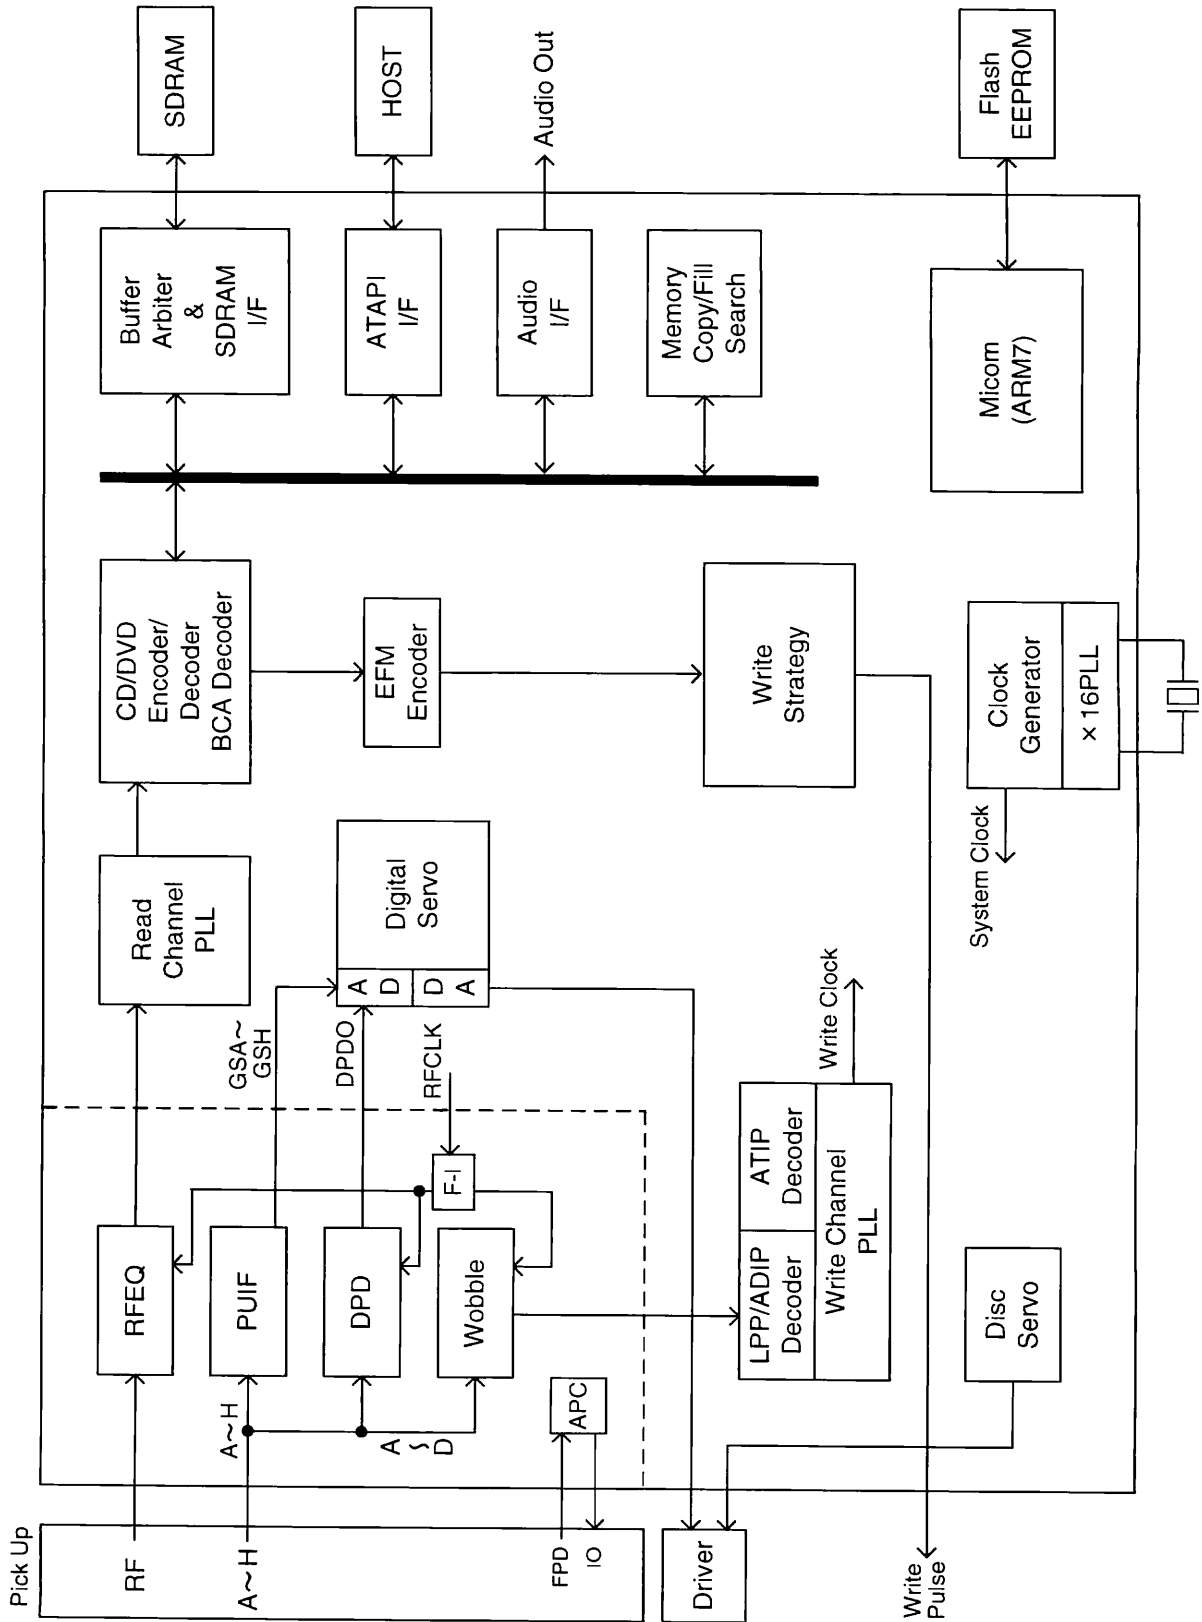 Pick Up
RF
A~H
FPD
IO
Driver
Write
Pulse
A~H
A~D
RFEQ
PUIF
DPD
Wobble
APC
F-I
GSA~
GSH
DPDO
RFCLK
Read
Channel
PLL
Digital
Servo
A
D
D
A
LPP/ADIP
Decoder
ATIP
Decoder
Write Channel
PLL
Write Clock
Disc
Servo
CD/DVD
Encoder/
Decoder
BCA Decoder
EFM
Encoder
Write
Strategy
System Clock
Clock
Generator
×16PLL
Buffer
Arbiter
&
SDRAM
I/F
ATAPI
I/F
Audio
I/F
Memory
Copy/Fill
Search
Micom
(ARM7)
SDRAM
HOST
Audio Out
Flash
EEPROM